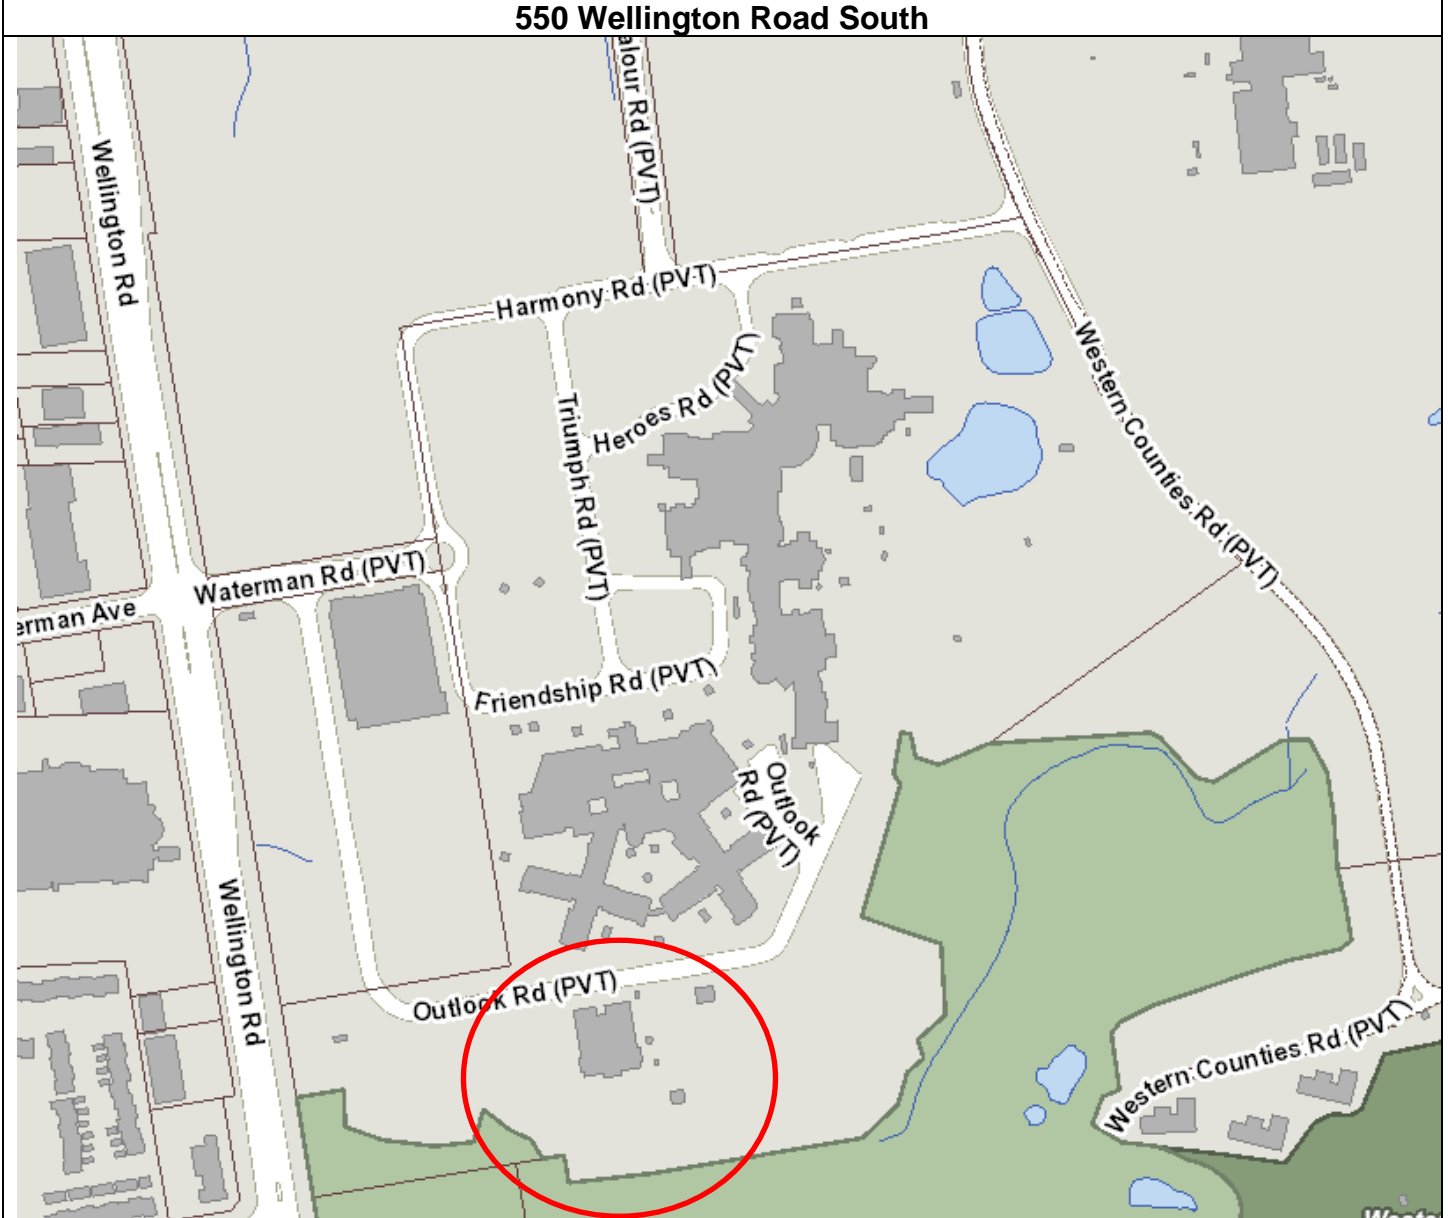 550 Wellington Road South
alour Rd (PVT)
Wellington Rd
Harmony Rd (PVT)
Heroes Rd (PVT)
Western Counties Rd (PVT)
Triumph Rd (PVT)
Waterman Rd (PVT)
erman Ave
Friendship Rd (PVT)
Outlook
Rd (PVT)
Wellington Rd
Outlook Rd (PVT)
Western Counties Rd (PVT)